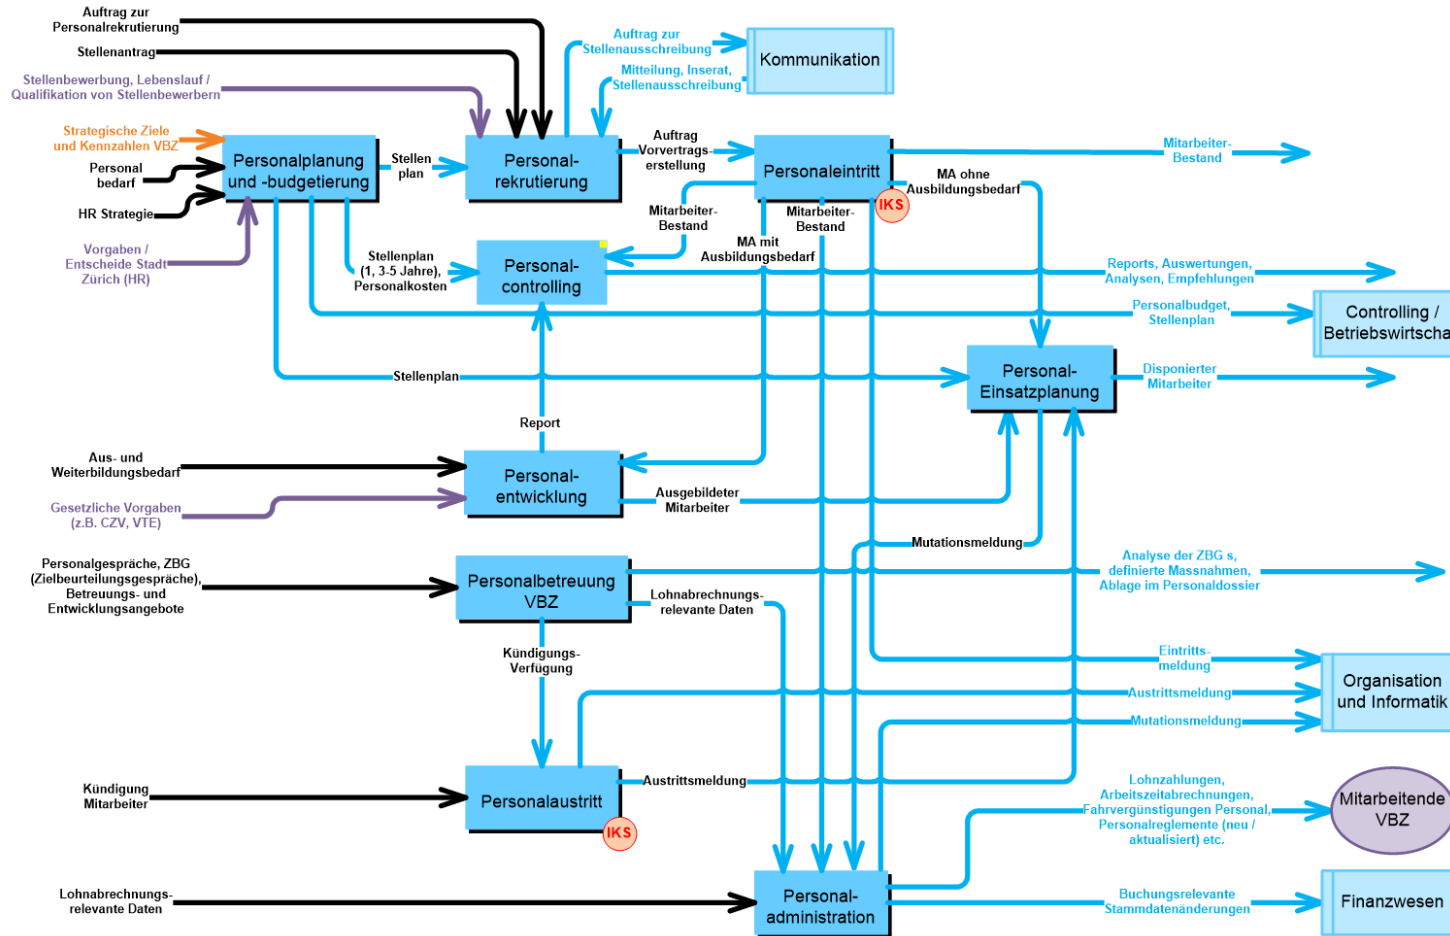 Auftrag zur
Personalrekrutierung
Stellenantrag
Stellenbewerbung, Lebenslauf /
Qualifikation von Stellenbewerbern
Auftrag zur
Stellenausschreibung
Mitteilung, Inserat,
Stellenausschreibung
Kommunikation
Strategische Ziele
und Kennzahlen VBZ
Personal
bedarf
HR Strategie
Vorgaben /
Entscheide Stadt
Zürich (HR)
Personalplanung
und -budgetierung
Stellen
plan
Personal-
rekrutierung
Auftrag
Vorvertrags-
erstellung
Personaleintritt
IKS
Mitarbeiter-
Bestand
MA ohne
Ausbildungsbedarf
Mitarbeiter-
Bestand
Mitarbeiter-
Bestand
MA mit
Ausbildungsbedarf
Stellenplan
(1, 3-5 Jahre),
Personalkosten
Personal-
controlling
Reports, Auswertungen,
Analysen, Empfehlungen
Personalbudget,
Stellenplan
Controlling /
Betriebswirtscha
Stellenplan
Personal-
Einsatzplanung
Disponierter
Mitarbeiter
Report
Aus- und
Weiterbildungsbedarf
Gesetzliche Vorgaben
(z.B. CZV, VTE)
Personal-
entwicklung
Ausgebildeter
Mitarbeiter
Mutationsmeldung
Personalgespräche, ZBG
(Zielbeurteilungsgespräche),
Betreuungs- und
Entwicklungsangebote
Personalbetreuung
VBZ
Lohnabrechnungs-
relevante Daten
Analyse der ZBG s,
definierte Massnahmen,
Ablage im Personaldossier
Kündigungs-
Verfügung
Eintritts-
meldung
Austrittsmeldung
Mutationsmeldung
Organisation
und Informatik
Kündigung
Mitarbeiter
Personalaustritt
IKS
Austrittsmeldung
Lohnzahlungen,
Arbeitszeitabrechnungen,
Fahrvergünstigungen Personal,
Personalreglemente (neu /
aktualisiert) etc.
Mitarbeitende
VBZ
Lohnabrechnungs-
relevante Daten
Personal-
administration
Buchungsrelevante
Stammdatenänderungen
Finanzwesen